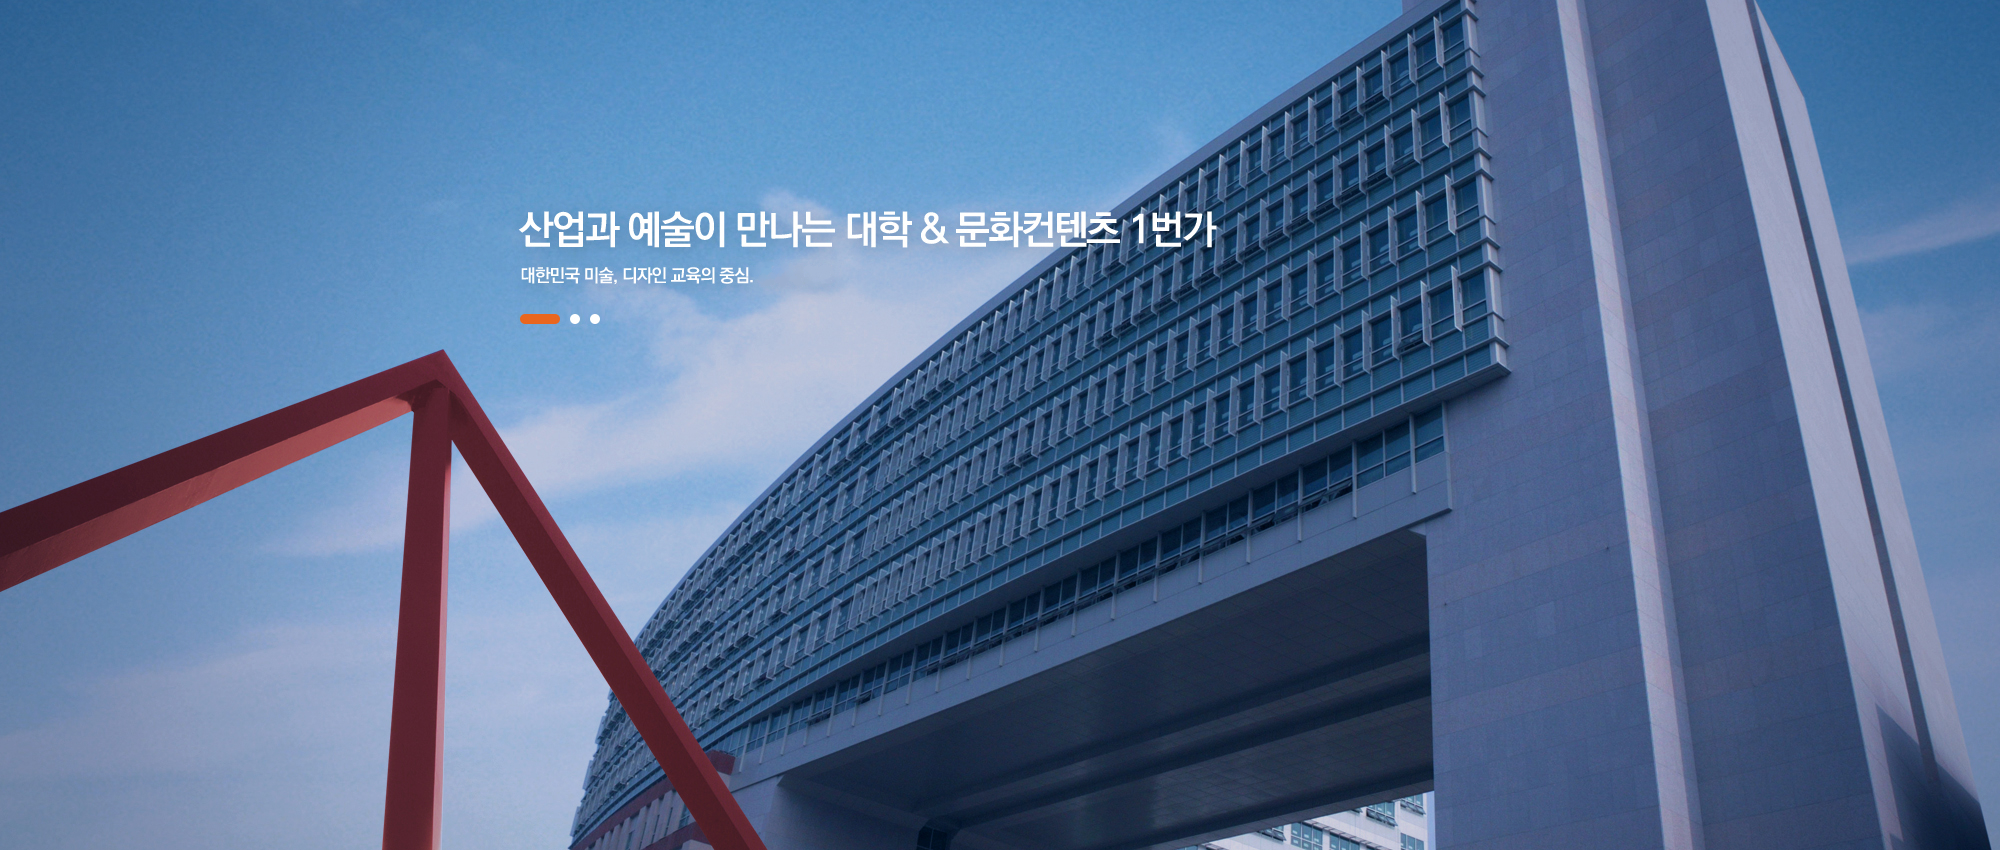 산업과 예술이 만나는 대학 & 문화컨텐츠 1번가
대한민국 미술, 디자인 교육의 중심.